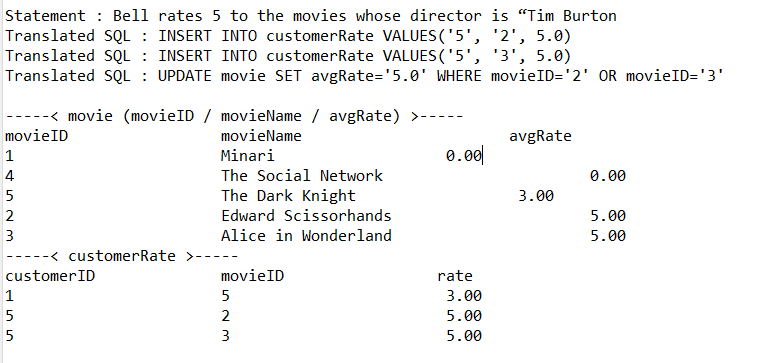 Statement : Bell rates 5 to the movies whose director is “Tim Burton
Translated SQL : INSERT INTO customerRate VALUES('5', '2', 5.0)
Translated SQL : INSERT INTO customerRate VALUES('5', '3', 5.0)
Translated SQL : UPDATE movie SET avgRate='5.0' WHERE movieID='2' OR movieID='3'
-----< movie (movieID / movieName / avgRate) >-----
movieID movieName avgRate
1 Minari 0.00
4 The Social Network 0.00
5 The Dark Knight 3.00
2 Edward Scissorhands 5.00
3 Alice in Wonderland 5.00
-----< customerRate >-----
customerID movieID rate
1 5 3.00
5 2 5.00
5 3 5.00